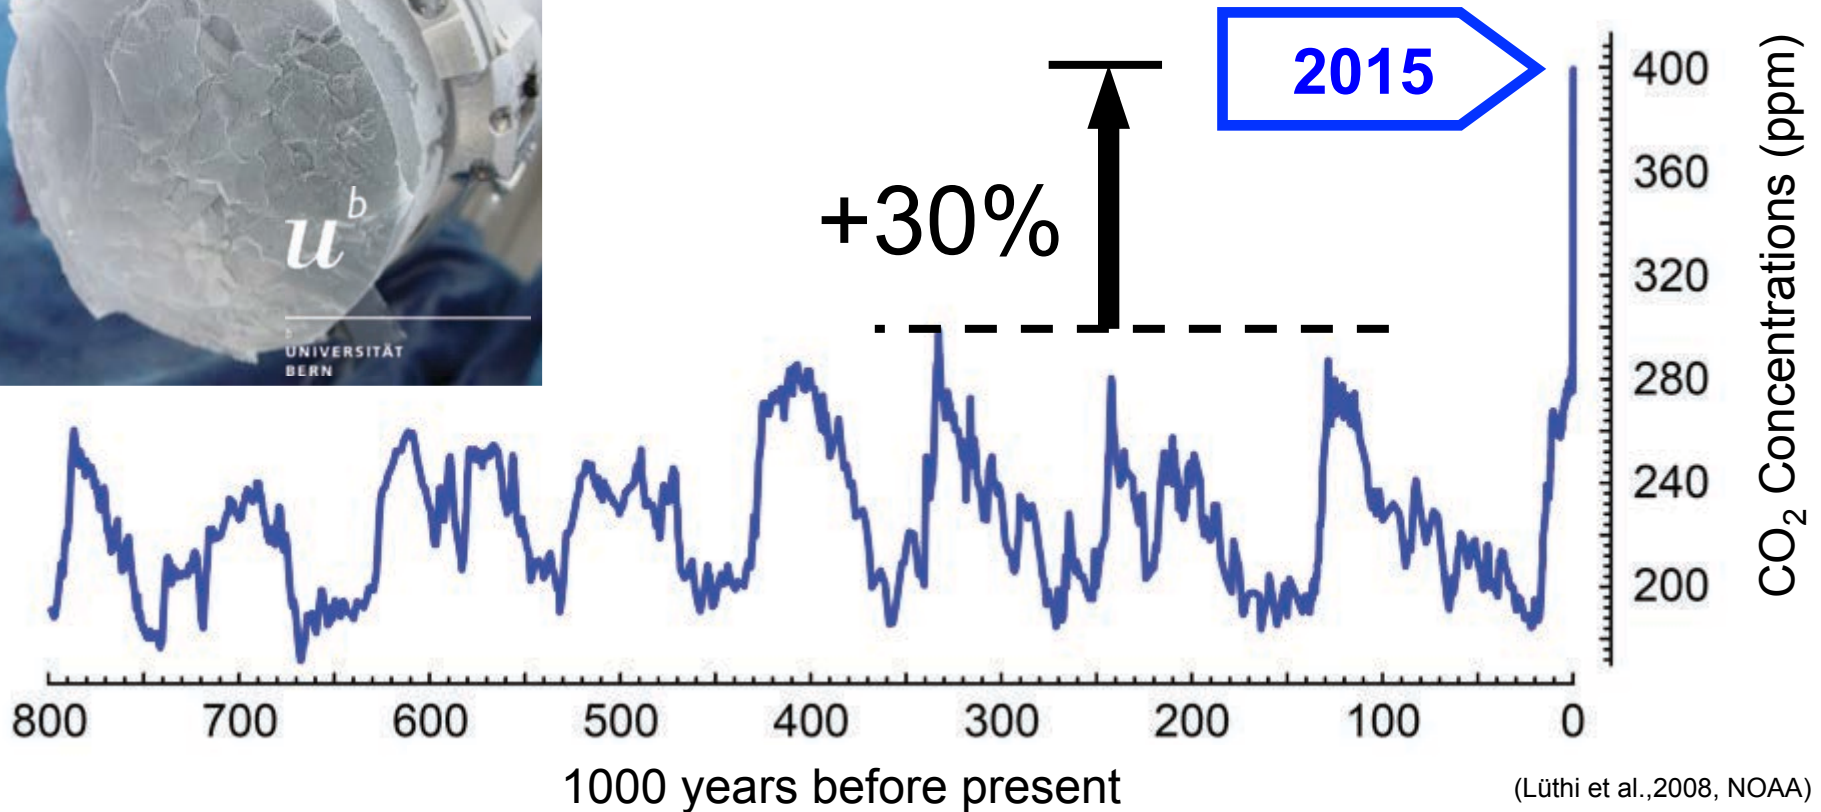 2015
+30%
u^b
b
UNIVERSITÄT
BERN
400
360
320
280
240
200
CO₂ Concentrations (ppm)
800 700 600 500 400 300 200 100 0
1000 years before present
(Lüthi et al.,2008, NOAA)